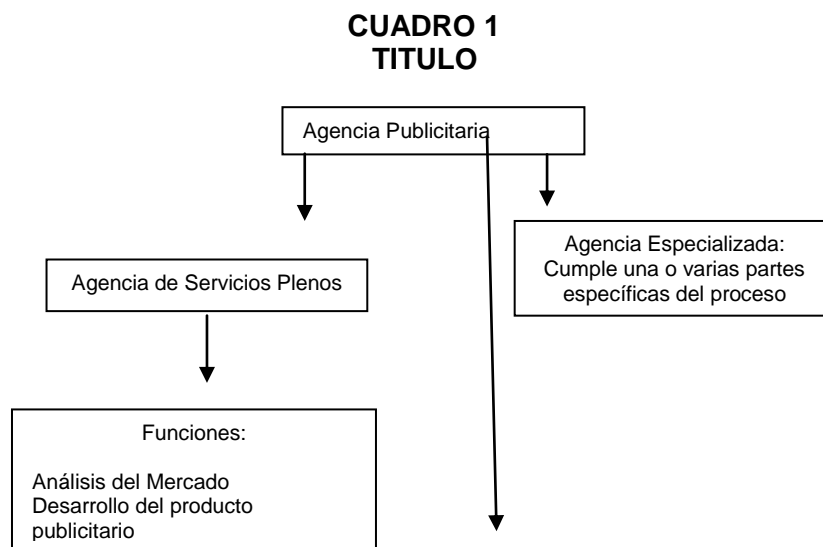 CUADRO 1
TITULO
Agencia Publicitaria
Agencia de Servicios Plenos
Agencia Especializada:
Cumple una o varias partes
específicas del proceso
Funciones:
Análisis del Mercado
Desarrollo del producto
publicitario